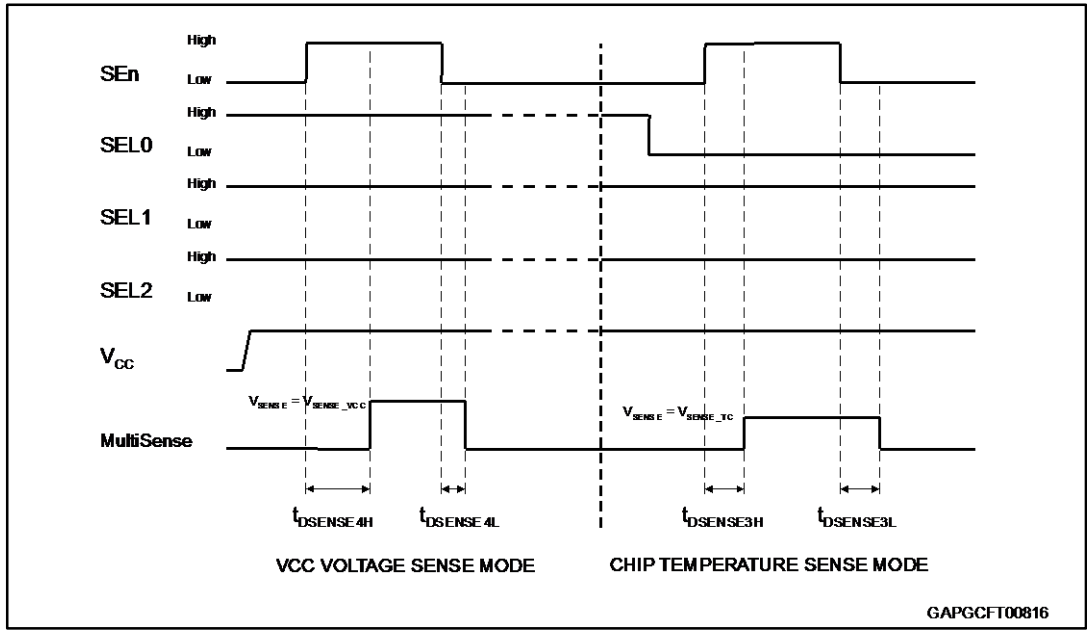 High
SEn
Low
High
SEL0
Low
High
SEL1
Low
High
SEL2
Low
VCC
VSENSE = VSENSE_VCC
VSENSE = VSENSE_TC
MultiSense
tDSENSE4H
tDSENSE4L
tDSENSE3H
tDSENSE3L
VCC VOLTAGE SENSE MODE
CHIP TEMPERATURE SENSE MODE
GAPGCFT00816